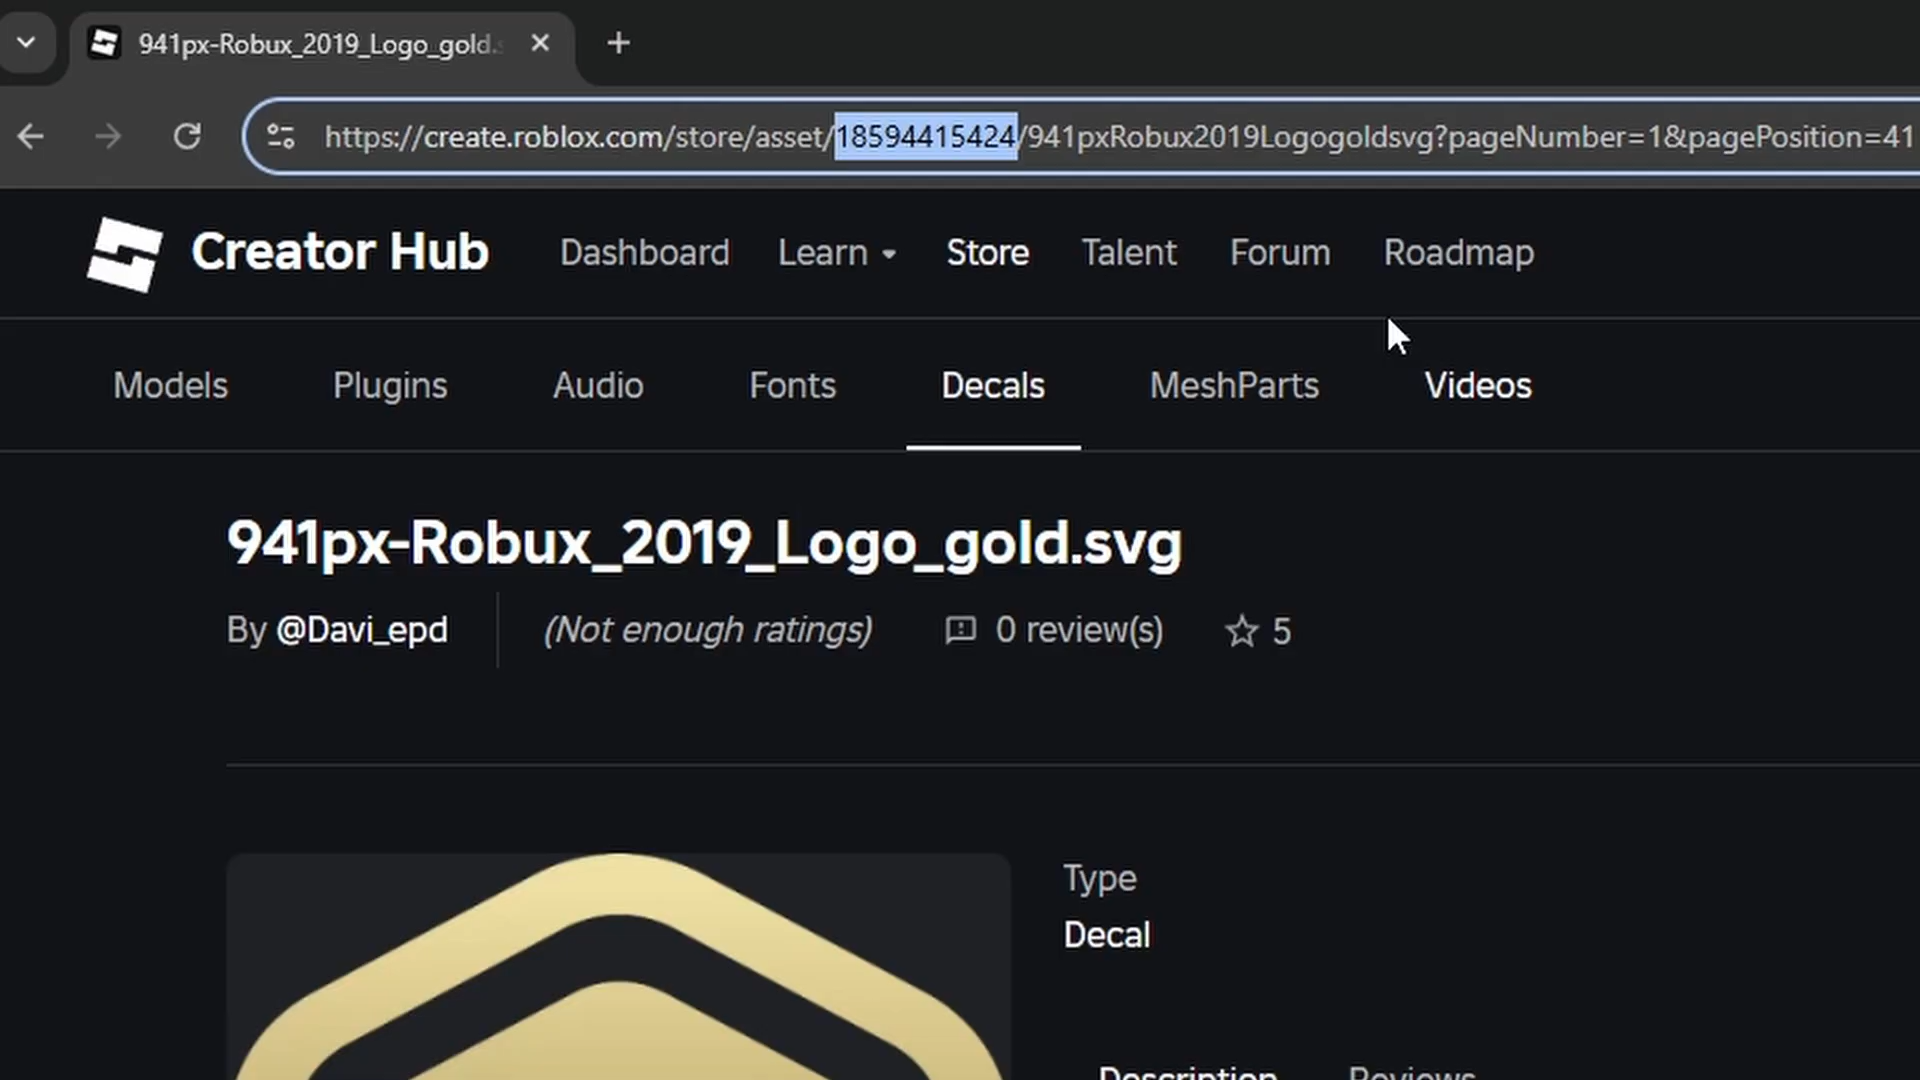 941px-Robux_2019_Logo_gold.
https://create.roblox.com/store/asset/18594415424/941pxRobux2019Logogoldsvg?pageNumber=1&pagePosition=41
Creator Hub Dashboard Learn Store Talent Forum Roadmap
Models Plugins Audio Fonts Decals MeshParts Videos
941px-Robux_2019_Logo_gold.svg
By @Davi_epd (Not enough ratings) 0 review(s) 5
Type
Decal
Description Reviews